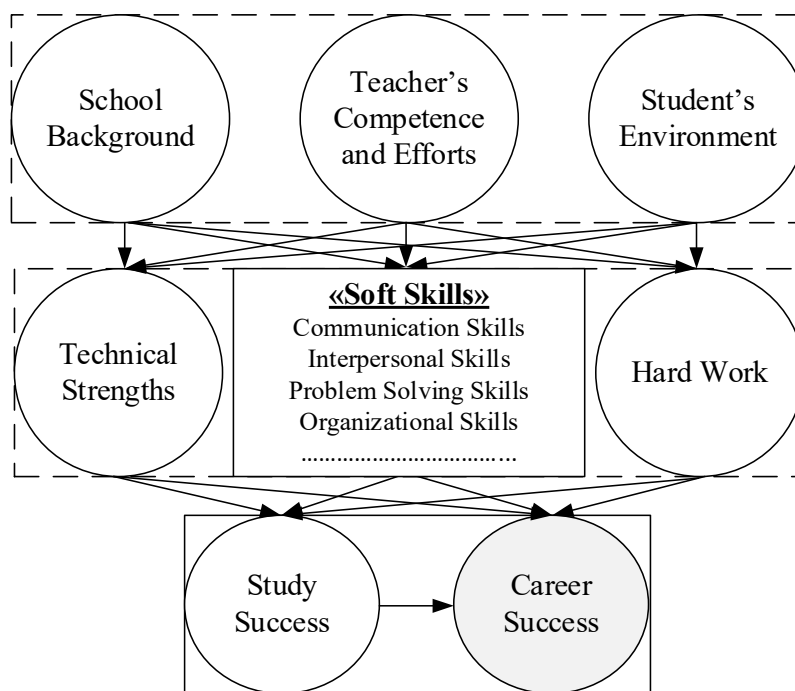 School
Background
Teacher's
Competence
and Efforts
Student's
Environment
Technical
Strengths
«Soft Skills»
Communication Skills
Interpersonal Skills
Problem Solving Skills
Organizational Skills
....................................
Hard Work
Study
Success
Career
Success